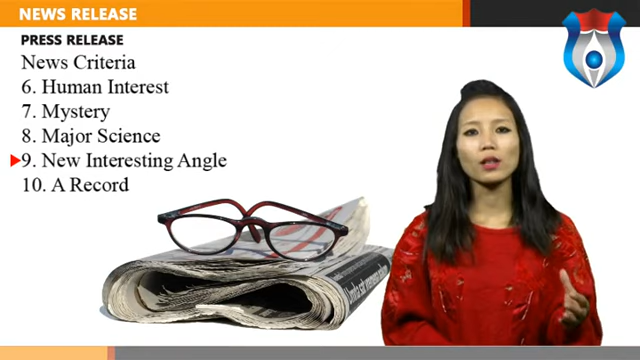 NEWS RELEASE
PRESS RELEASE
News Criteria
6. Human Interest
7. Mystery
8. Major Science
9. New Interesting Angle
10. A Record